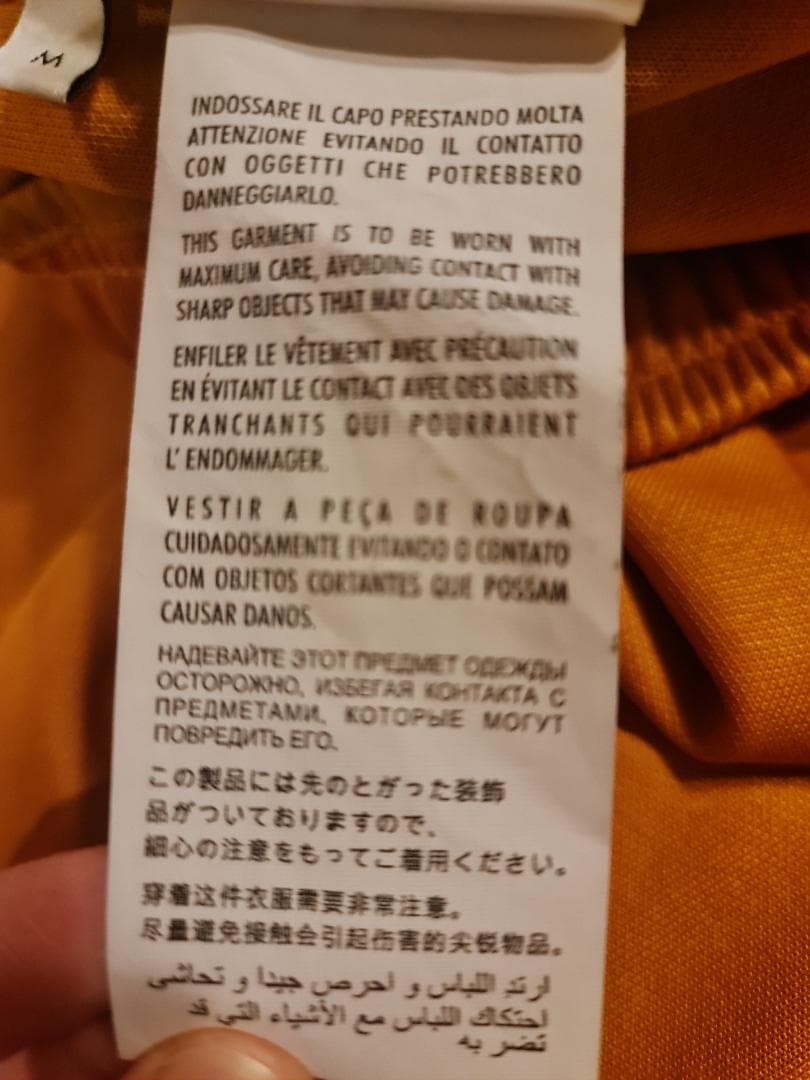 M
INDOSSARE IL CAPO PRESTANDO MOLTA
ATTENZIONE EVITANDO IL CONTATTO
CON OGGETTI CHE POTREBBERO
DANNEGGIARLO.
THIS GARMENT IS TO BE WORN WITH
MAXIMUM CARE, AVOIDING CONTACT WITH
SHARP OBJECTS THAT MAY CAUSE DAMAGE.
ENFILER LE VÊTEMENT AVEC PRÉCAUTION
EN ÉVITANT LE CONTACT AVEC DES OBJETS
TRANCHANTS QUI POURRAIENT
L' ENDOMMAGER.
VESTIR A PEÇA DE ROUPA
CUIDADOSAMENTE EVITANDO O CONTATO
COM OBJETOS CORTANTES QUE POSSAM
CAUSAR DANOS.
НАДЕВАЙТЕ ЭТОТ ПРЕДМЕТ ОДЕЖДЫ
ОСТОРОЖНО, ИЗБЕГАЯ КОНТАКТА С
ПРЕДМЕТАМИ, КОТОРЫЕ МОГУТ
ПОВРЕДИТЬ ЕГО.
この製品には先のとがった装飾
品がついておりますので、
細心の注意をもってご着用ください。
穿着这件衣服需要非常注意。
尽量避免接触会引起伤害的尖锐物品。
ارتد اللباس و احرص جيدا و تحاشى
احتكاك اللباس مع الأشياء التي قد
تضر به